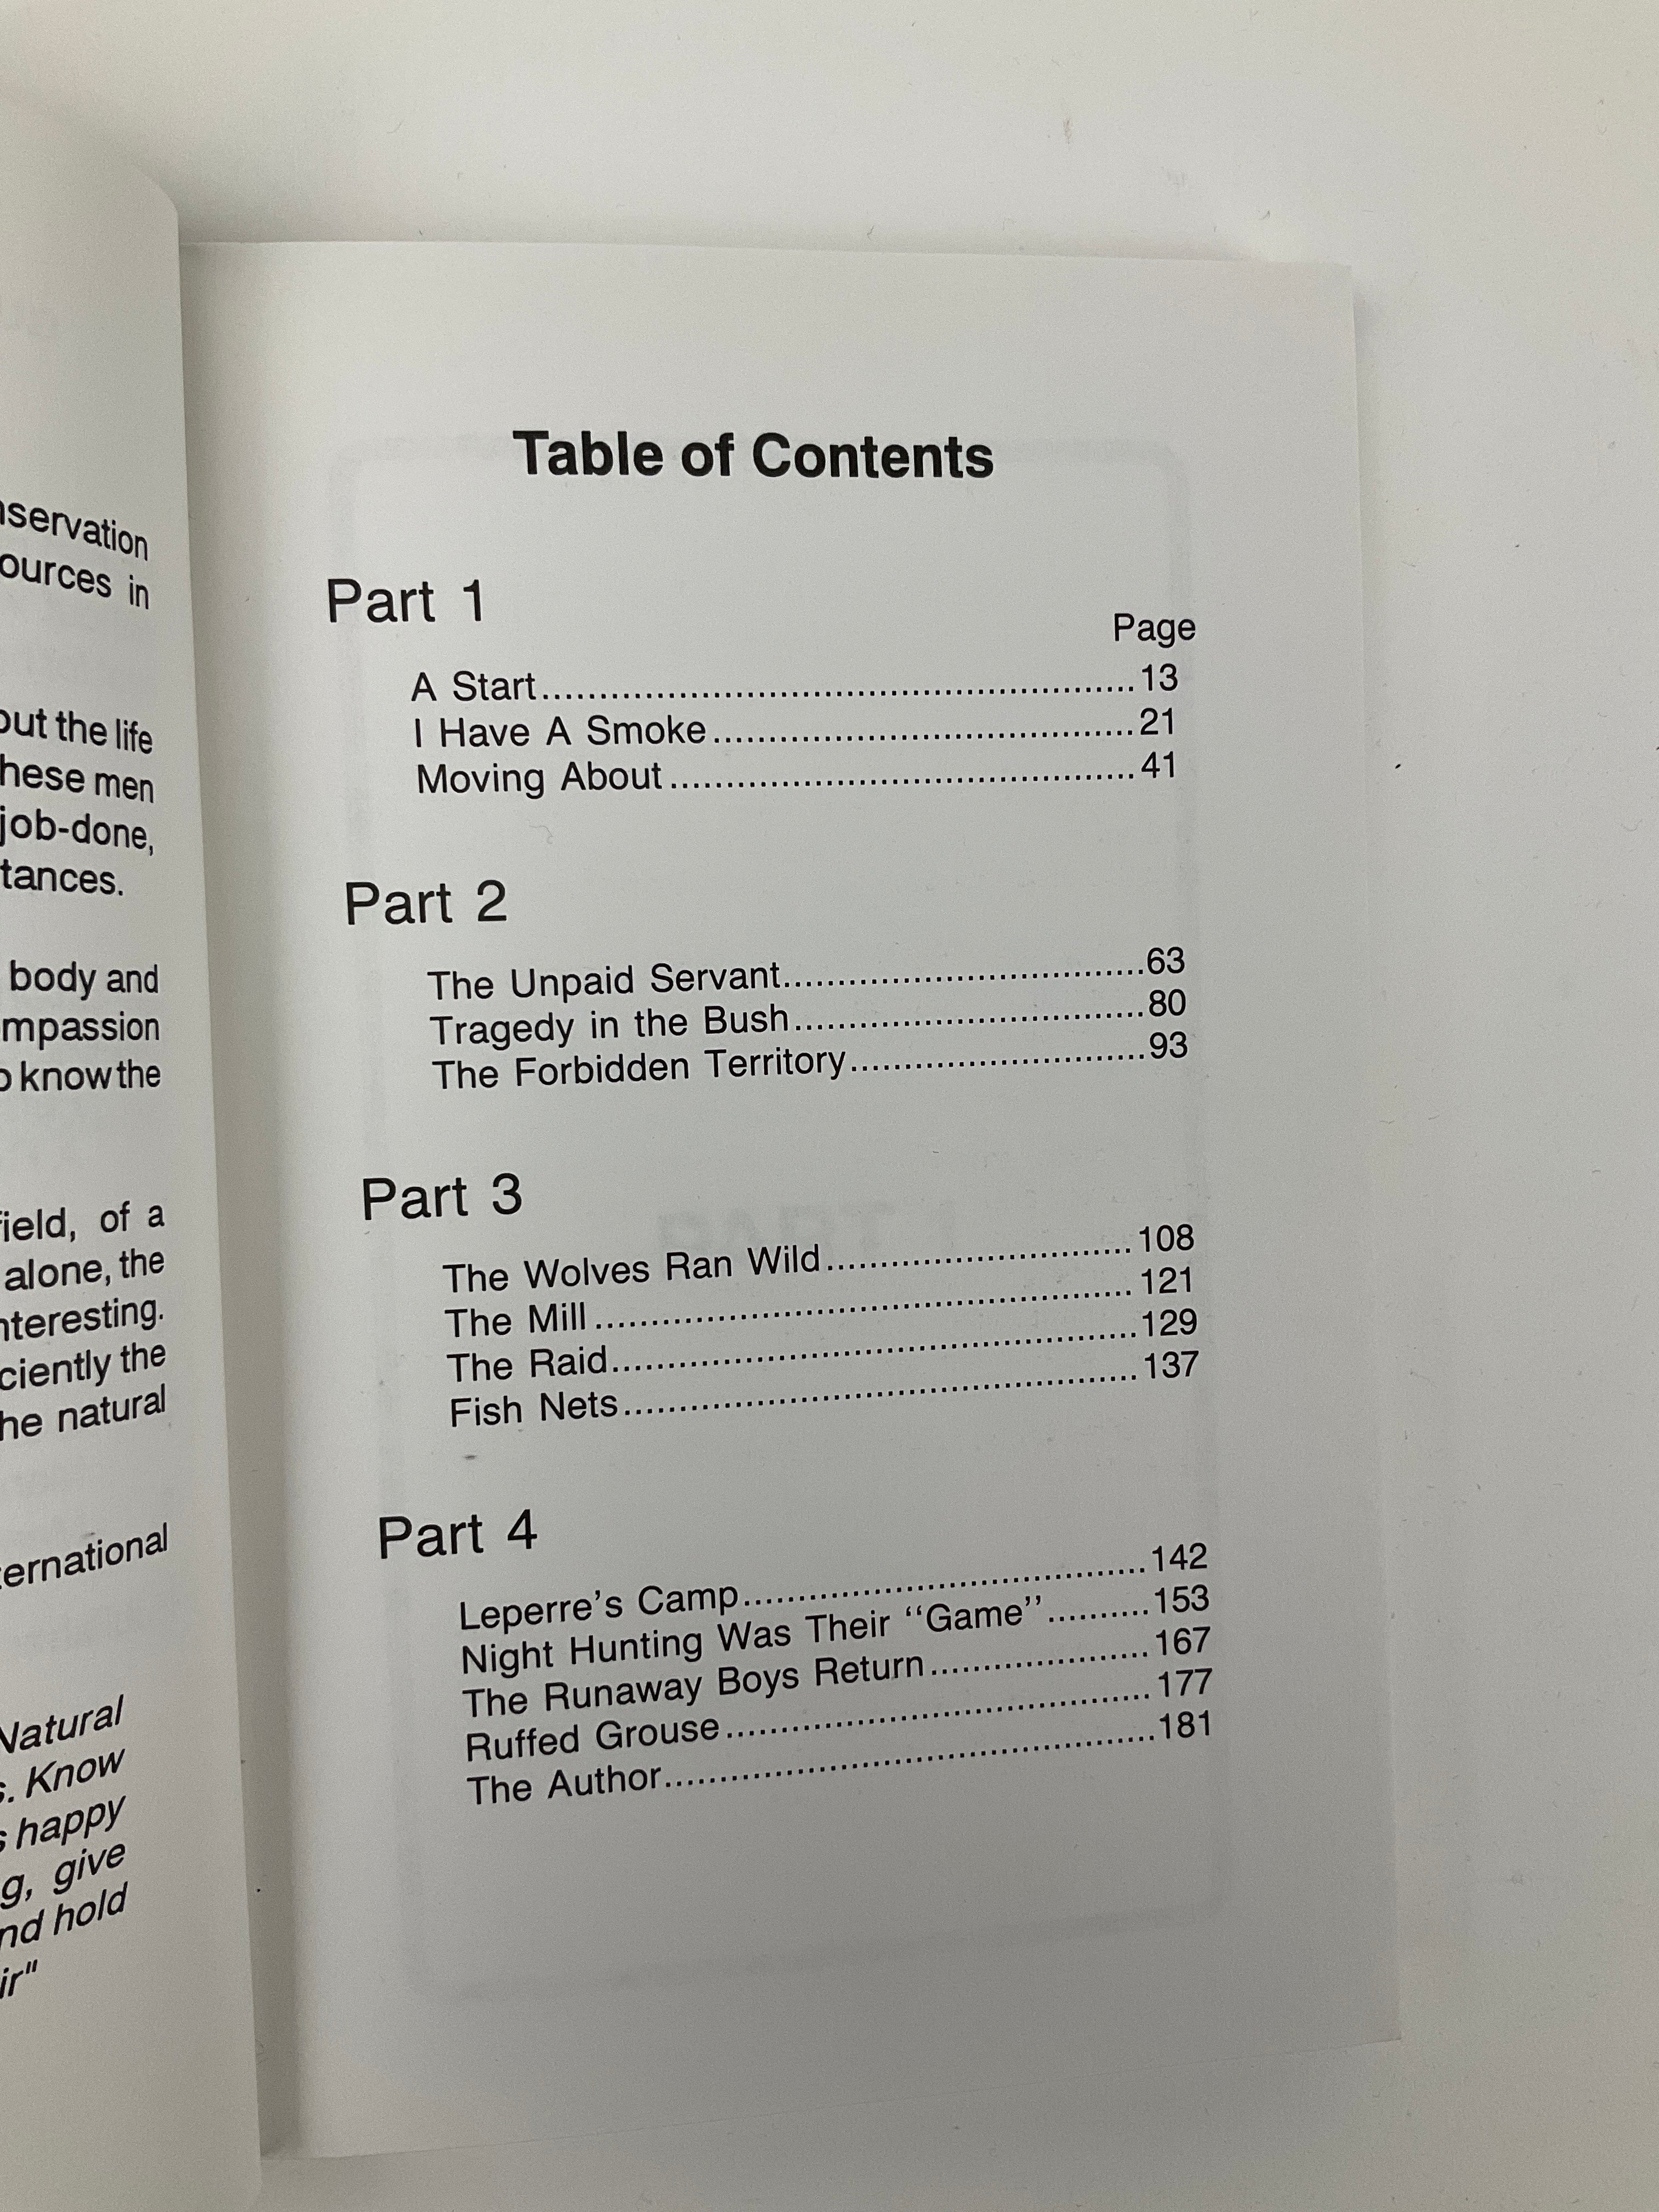 nservation
ources in
out the life
hese men
job-done,
tances.
body and
mpassion
o know the
ield, of a
alone, the
nteresting.
ciently the
he natural
ternational
Natural
s. Know
s happy
g, give
nd hold
ir"
Table of Contents
Part 1
Page
A Start.......................................................13
I Have A Smoke.......................................21
Moving About...........................................41
Part 2
The Unpaid Servant.................................63
Tragedy in the Bush................................80
The Forbidden Territory...........................93
Part 3
The Wolves Ran Wild............................108
The Mill..................................................121
The Raid.................................................129
Fish Nets................................................137
Part 4
Leperre's Camp.....................................142
Night Hunting Was Their "Game"..........153
The Runaway Boys Return....................167
Ruffed Grouse.......................................177
The Author.............................................181